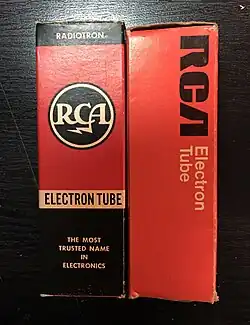 RADIOTRON
RCA
ELECTRON TUBE
THE MOST
TRUSTED NAME
IN
ELECTRONICS
RCA
Electron
Tube